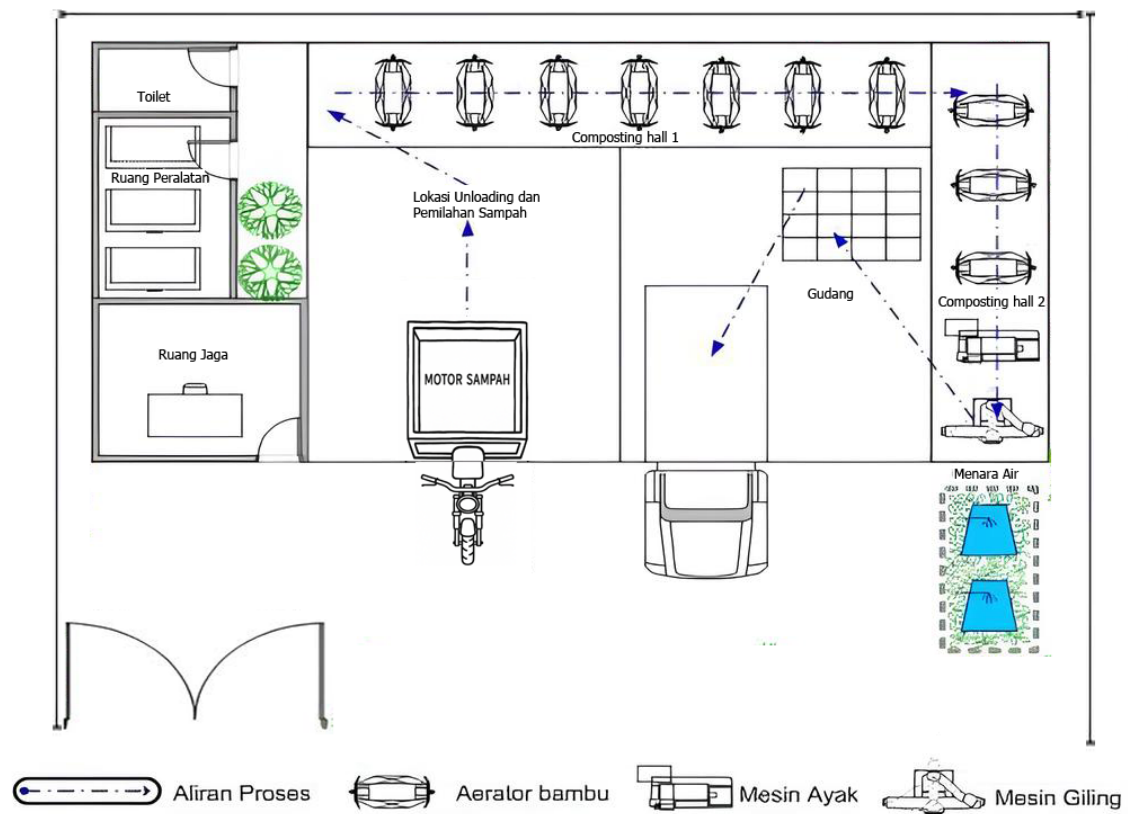 Toilet
Composting hall 1
Ruang Peralatan
Lokasi Unloading dan
Pemilahan Sampah
Gudang
Composting hall 2
Ruang Jaga
MOTOR SAMPAH
Menara Air
Aliran Proses
Aerator bambu
Mesin Ayak
Mesin Giling